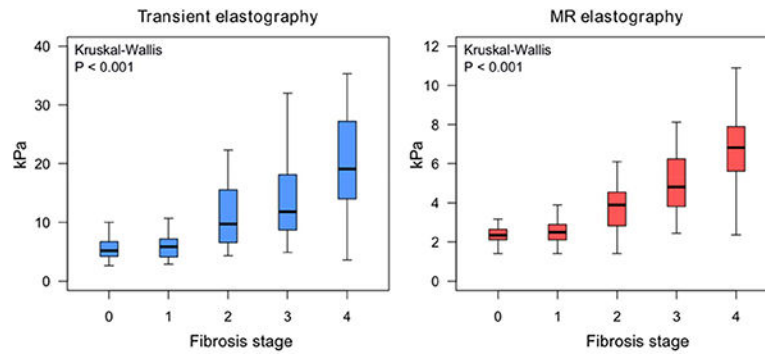 Transient elastography
Kruskal-Wallis
P < 0.001
40
30
20
10
0
kPa
0 1 2 3 4
Fibrosis stage
MR elastography
Kruskal-Wallis
P < 0.001
12
10
8
6
4
2
0
kPa
0 1 2 3 4
Fibrosis stage